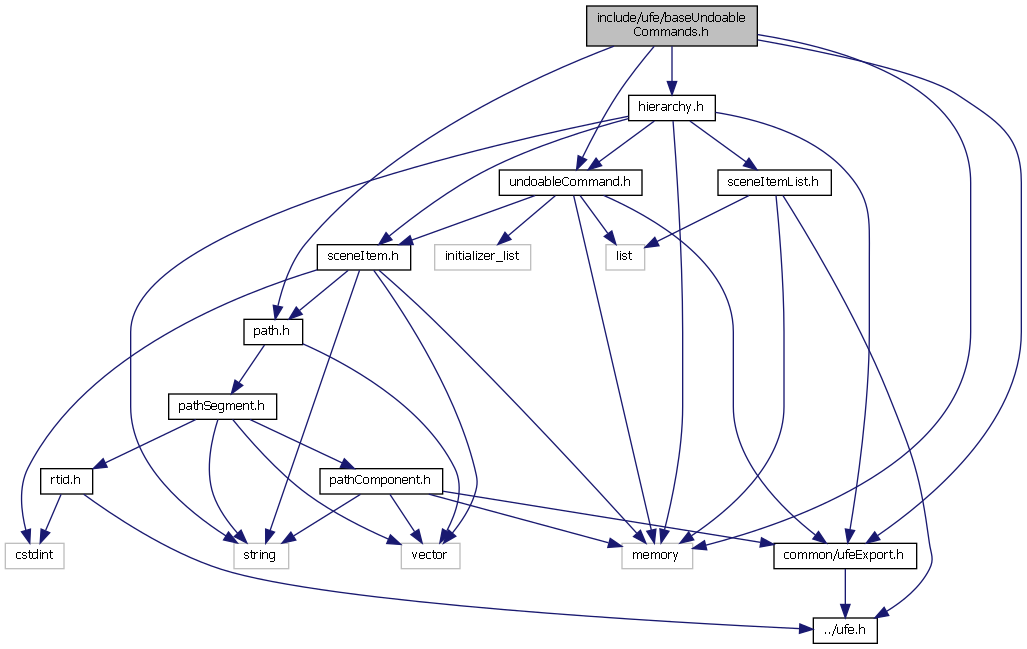 include/ufe/baseUndoable
Commands.h
hierarchy.h
undoableCommand.h
sceneItemList.h
sceneItem.h
initializer_list
list
path.h
pathSegment.h
rtid.h
pathComponent.h
cstdint
string
vector
memory
common/ufeExport.h
../ufe.h